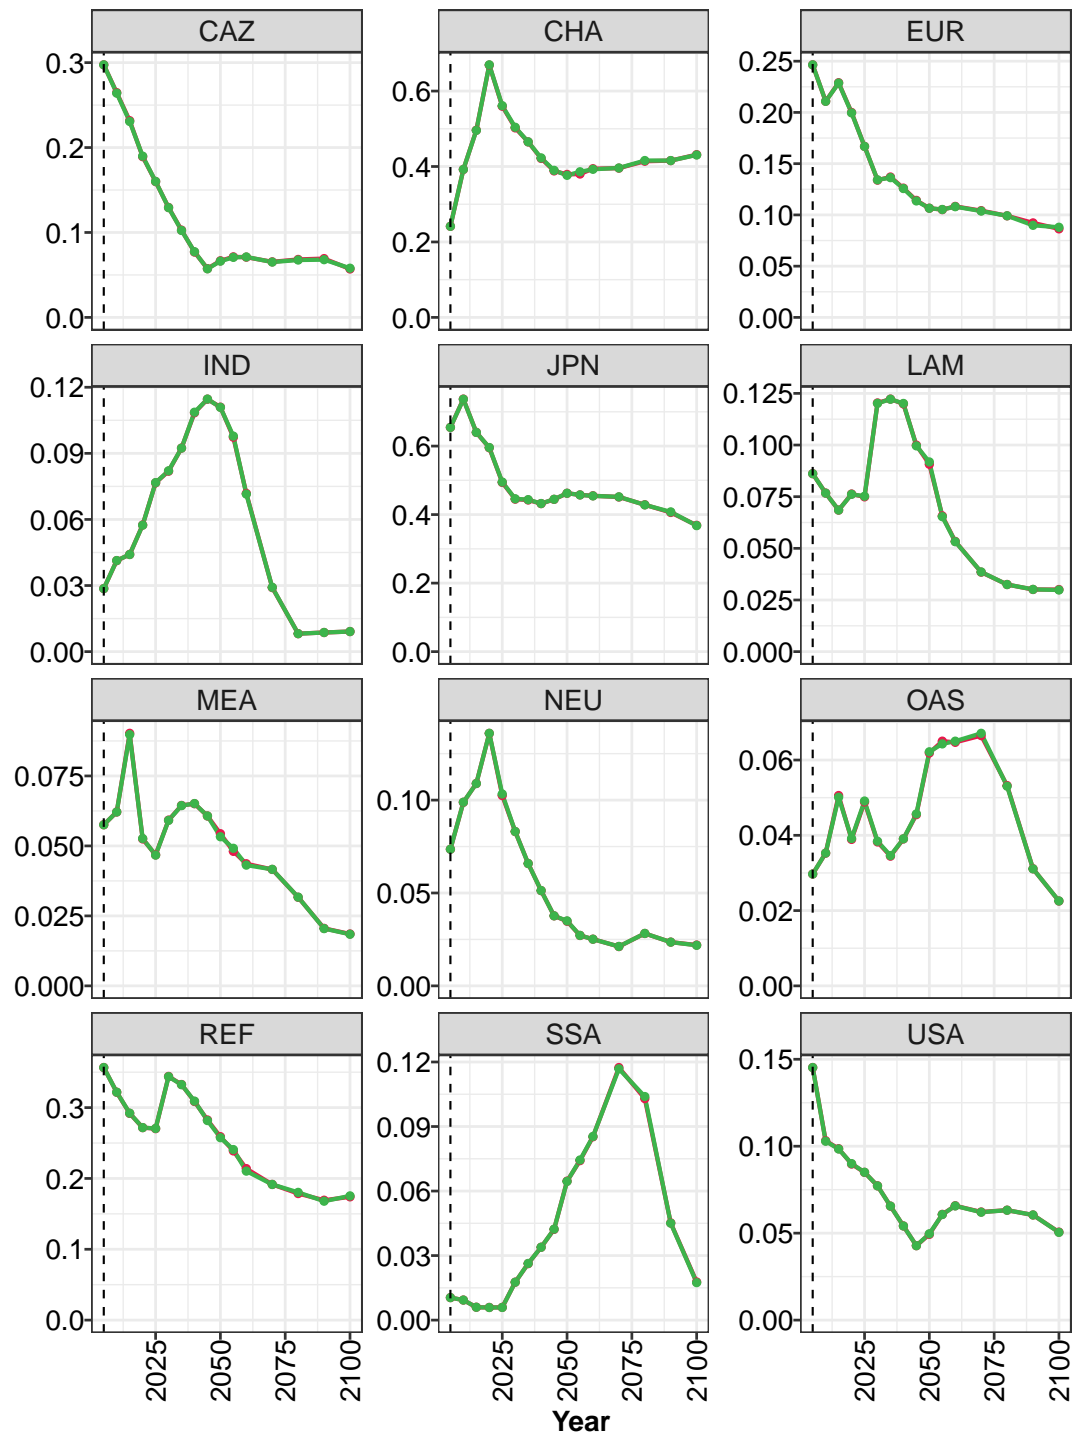 CAZ CHA EUR
0.3 0.6 0.25
0.2 0.4 0.20
0.1 0.2 0.15
0.0 0.0 0.10
0.05
0.00
IND JPN LAM
0.12 0.6 0.125
0.09 0.4 0.100
0.06 0.2 0.075
0.03 0.0 0.050
0.00 0.025
0.000
MEA NEU OAS
0.075 0.10 0.06
0.050 0.05 0.04
0.025 0.00 0.02
0.000 0.00
REF SSA USA
0.3 0.12 0.15
0.2 0.09 0.10
0.1 0.06 0.05
0.0 0.03 0.00
0.00
2025 2050 2075 2100 2025 2050 2075 2100 2025 2050 2075 2100
Year